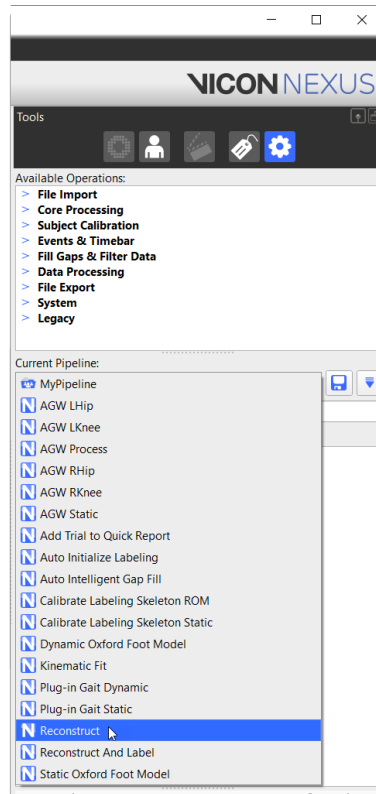 VICON NEXUS
Tools
Available Operations:
> File Import
> Core Processing
> Subject Calibration
> Events & Timebar
> Fill Gaps & Filter Data
> Data Processing
> File Export
> System
> Legacy
Current Pipeline:
MyPipeline
AGW LHip
AGW LKnee
AGW Process
AGW RHip
AGW RKnee
AGW Static
Add Trial to Quick Report
Auto Initialize Labeling
Auto Intelligent Gap Fill
Calibrate Labeling Skeleton ROM
Calibrate Labeling Skeleton Static
Dynamic Oxford Foot Model
Kinematic Fit
Plug-in Gait Dynamic
Plug-in Gait Static
Reconstruct
Reconstruct And Label
Static Oxford Foot Model